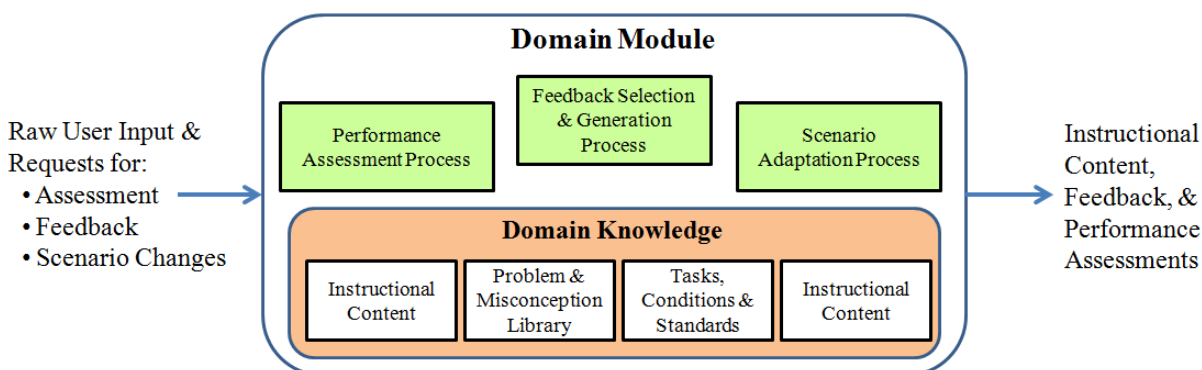 Domain Module
Raw User Input &
Requests for:
• Assessment
• Feedback
• Scenario Changes
Performance
Assessment Process
Feedback Selection
& Generation
Process
Scenario
Adaptation Process
Domain Knowledge
Instructional
Content
Problem &
Misconception
Library
Tasks,
Conditions &
Standards
Instructional
Content
Instructional
Content,
Feedback, &
Performance
Assessments